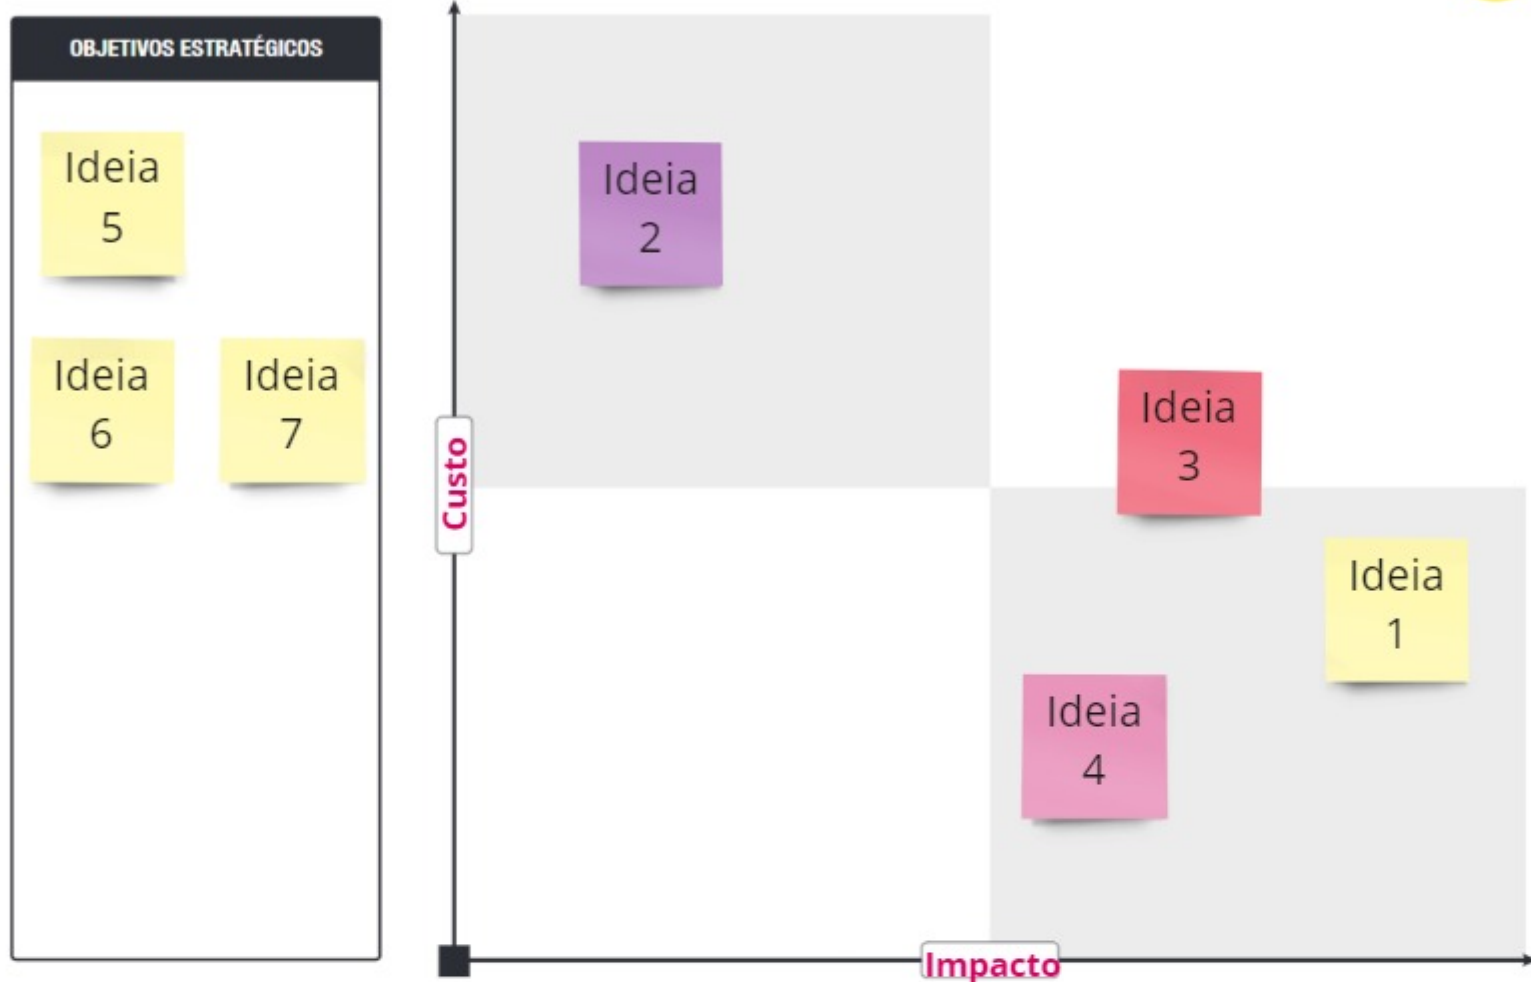 OBJETIVOS ESTRATÉGICOS
Ideia
5
Ideia
6
Ideia
7
Ideia
2
Ideia
3
Ideia
1
Ideia
4
Custo
Impacto